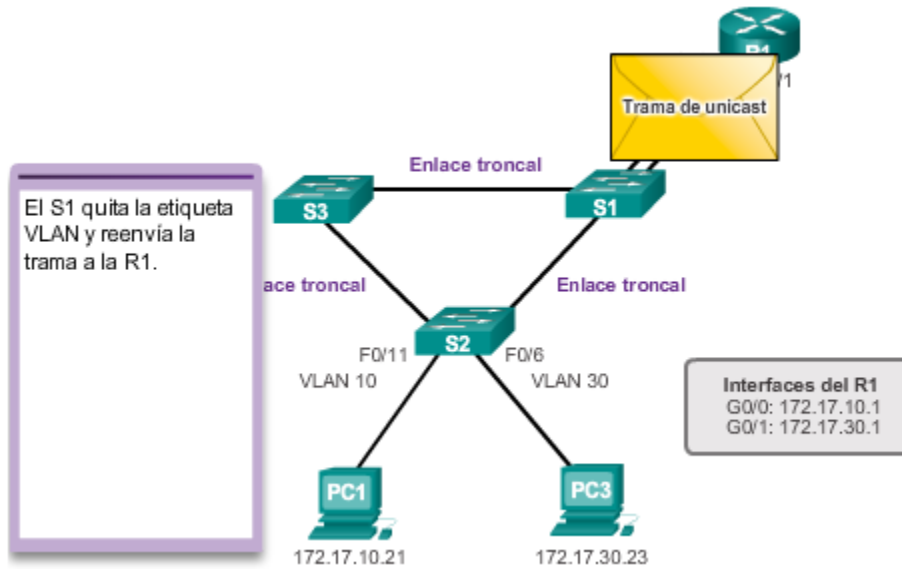 R1
/1
Trama de unicast
Enlace troncal
S3
S1
El S1 quita la etiqueta
VLAN y reenvía la
trama a la R1.
ace troncal
Enlace troncal
S2
F0/11
F0/6
VLAN 10
VLAN 30
Interfaces del R1
G0/0: 172.17.10.1
G0/1: 172.17.30.1
PC1
PC3
172.17.10.21
172.17.30.23